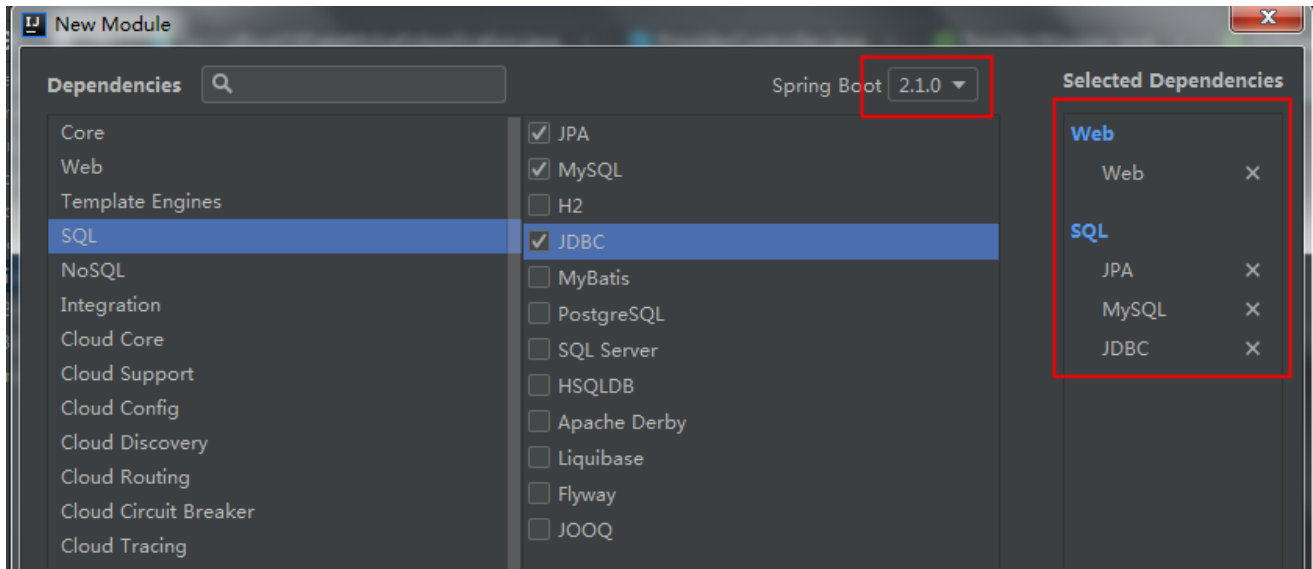 IJ New Module
Dependencies
Spring Boot 2.1.0
Selected Dependencies
Core
Web
Template Engines
SQL
NoSQL
Integration
Cloud Core
Cloud Support
Cloud Config
Cloud Discovery
Cloud Routing
Cloud Circuit Breaker
Cloud Tracing
JPA
MySQL
H2
JDBC
MyBatis
PostgreSQL
SQL Server
HSQLDB
Apache Derby
Liquibase
Flyway
JOOQ
Web
Web
SQL
JPA
MySQL
JDBC